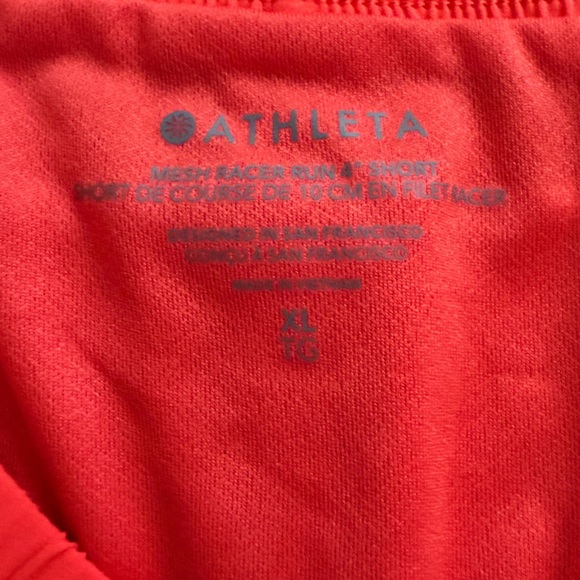 ATHLETA
MESH RACER RUN 4" SHORT
SHORT DE COURSE DE 10 CM EN FILET RACER
DESIGNED IN SAN FRANCISCO
CONÇU À SAN FRANCISCO
MADE IN VIETNAM
XL
TG